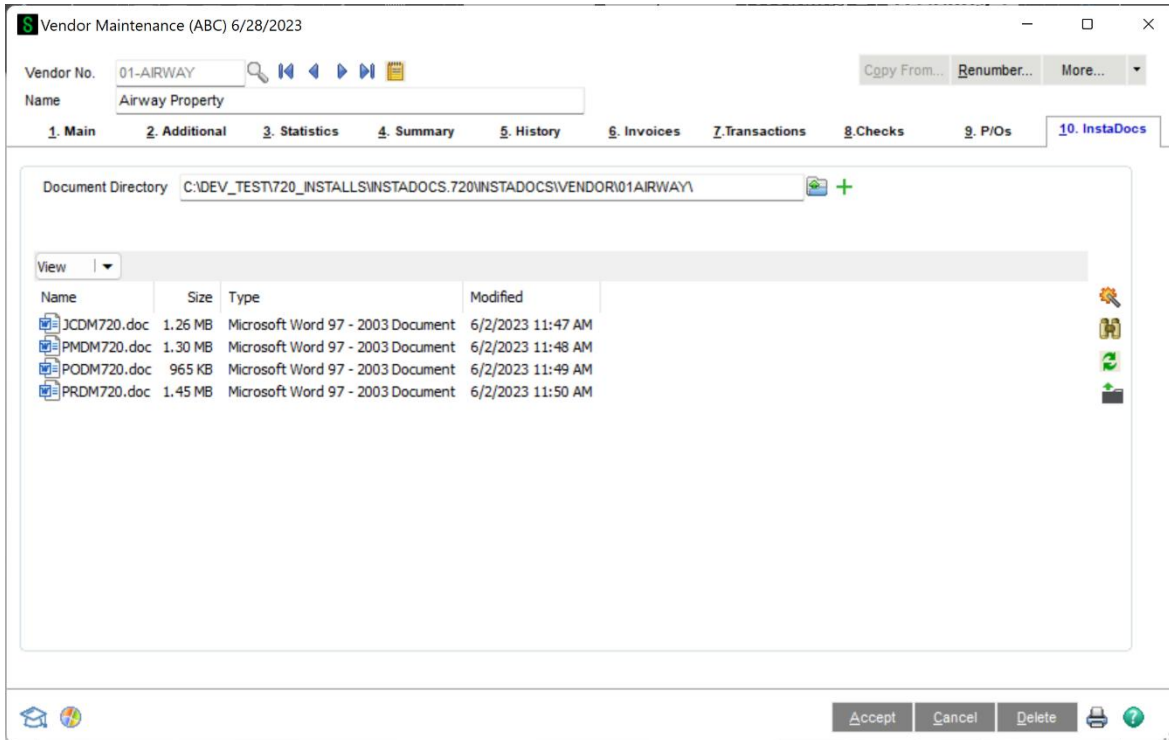 Vendor Maintenance (ABC) 6/28/2023
Vendor No. 01-AIRWAY Copy From... Renumber... More...
Name Airway Property
1. Main 2. Additional 3. Statistics 4. Summary 5. History 6. Invoices 7.Transactions 8.Checks 9. P/Os 10. InstaDocs
Document Directory C:\DEV_TEST\720_INSTALLS\INSTADOCS.720\INSTADOCS\VENDOR\01AIRWAY\
View
Name Size Type Modified
JCDM720.doc 1.26 MB Microsoft Word 97 - 2003 Document 6/2/2023 11:47 AM
PMDM720.doc 1.30 MB Microsoft Word 97 - 2003 Document 6/2/2023 11:48 AM
PODM720.doc 965 KB Microsoft Word 97 - 2003 Document 6/2/2023 11:49 AM
PRDM720.doc 1.45 MB Microsoft Word 97 - 2003 Document 6/2/2023 11:50 AM
Accept Cancel Delete